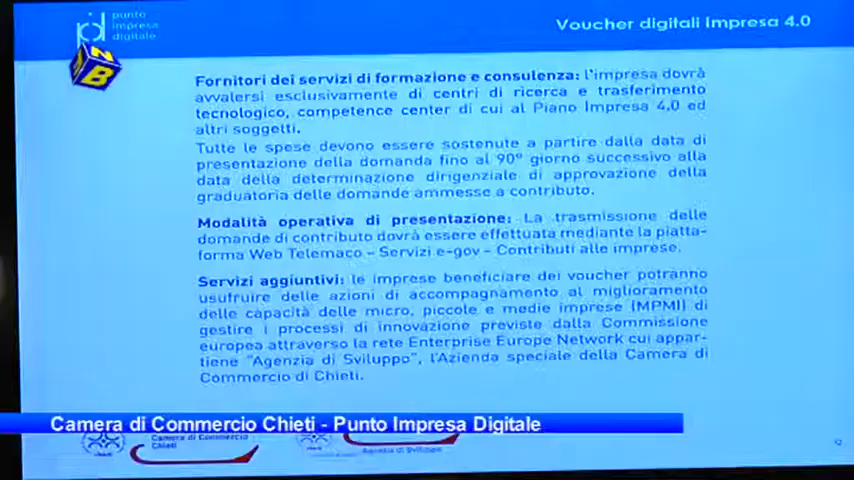 punto
impresa
digitale
Voucher digitali Impresa 4.0
N
B
Fornitori dei servizi di formazione e consulenza: l'impresa dovrà
avvalersi esclusivamente di centri di ricerca e trasferimento
tecnologico, competence center di cui al Piano Impresa 4.0 ed
altri soggetti.
Tutte le spese devono essere sostenute a partire dalla data di
presentazione della domanda fino al 90° giorno successivo alla
data della determinazione dirigenziale di approvazione della
graduatoria delle domande ammesse a contributo.
Modalità operativa di presentazione: La trasmissione delle
domande di contributo dovrà essere effettuata mediante la piatta-
forma Web Telemaco – Servizi e-gov – Contributi alle imprese.
Servizi aggiuntivi: le imprese beneficiare dei voucher potranno
usufruire delle azioni di accompagnamento al miglioramento
delle capacità delle micro, piccole e medie imprese (MPMI) di
gestire i processi di innovazione previste dalla Commissione
europea attraverso la rete Enterprise Europe Network cui appar-
tiene "Agenzia di Sviluppo", l'Azienda speciale della Camera di
Commercio di Chieti.
Camera di Commercio Chieti - Punto Impresa Digitale
Camera di Commercio
Chieti
Agenzia di Sviluppo